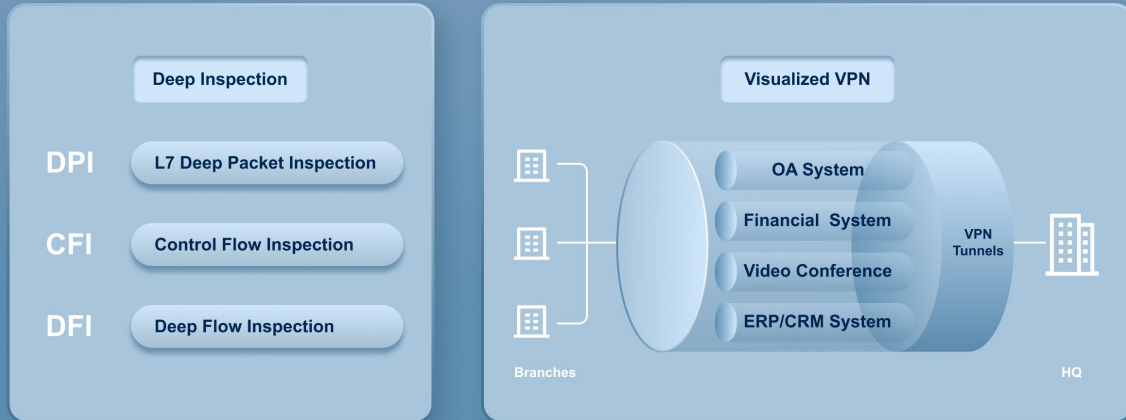 Deep Inspection
DPI
L7 Deep Packet Inspection
CFI
Control Flow Inspection
DFI
Deep Flow Inspection
Visualized VPN
OA System
Financial System
Video Conference
ERP/CRM System
VPN
Tunnels
Branches
HQ